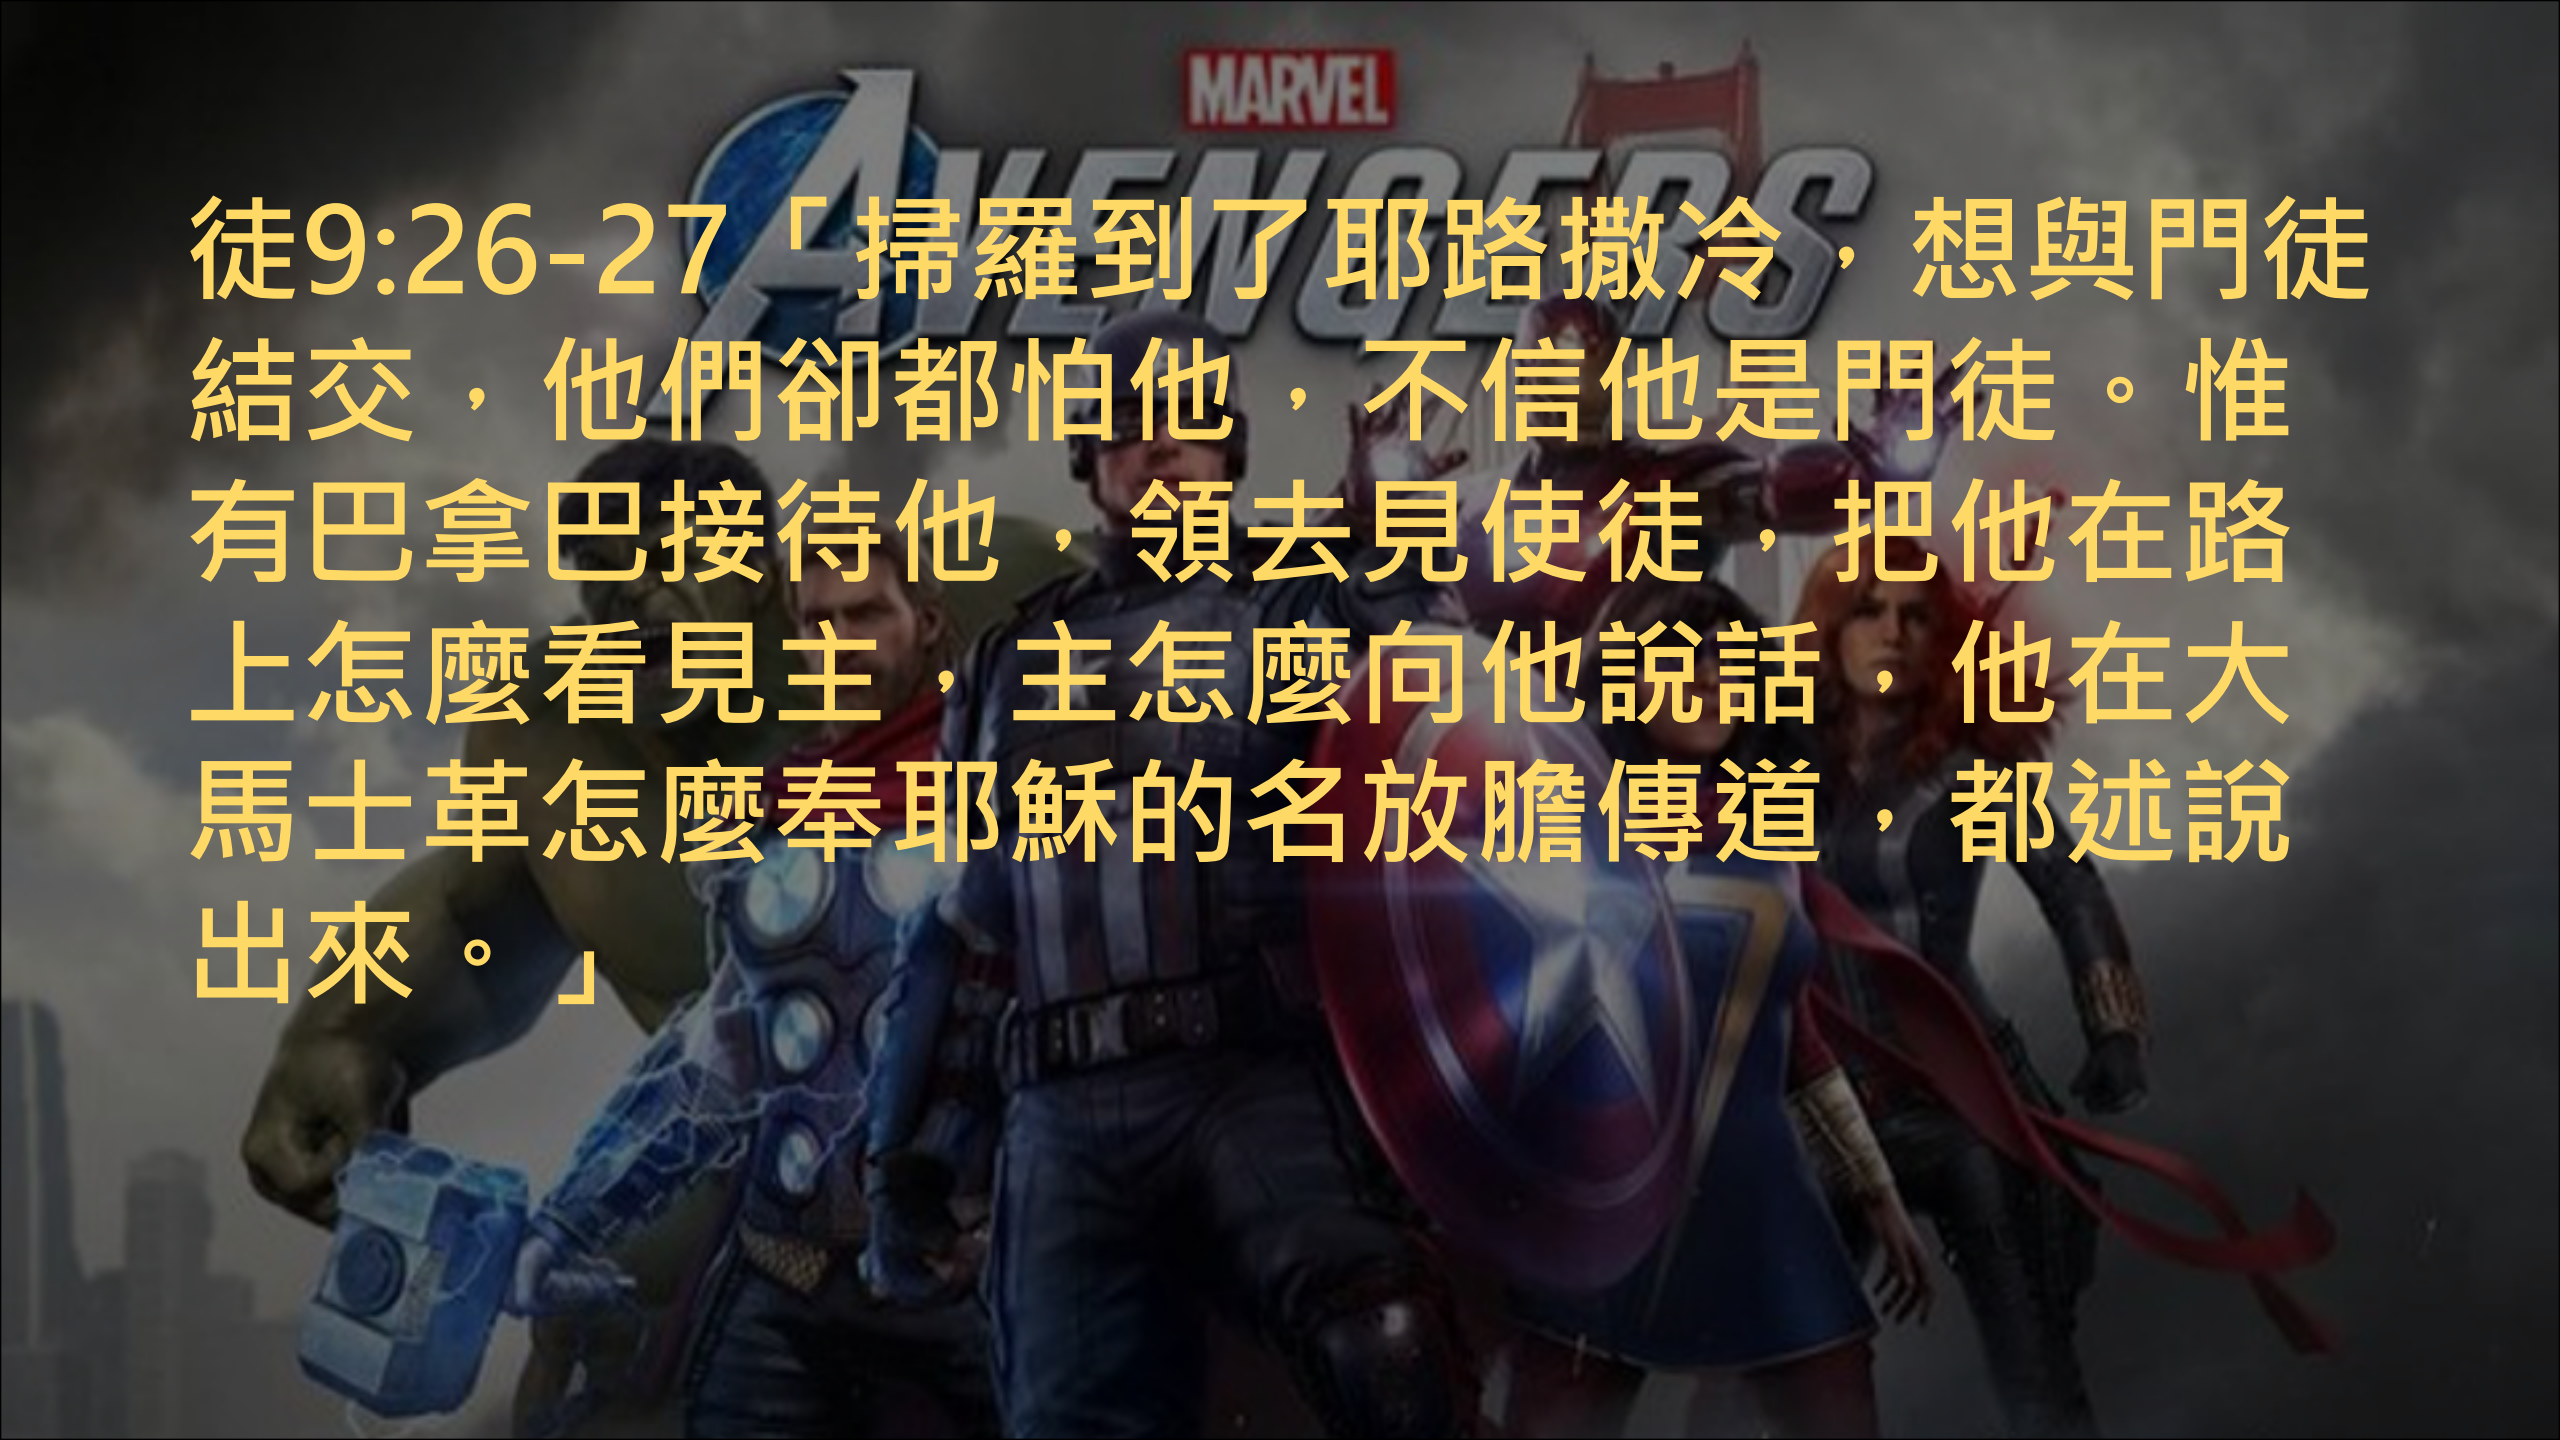 MARVEL
AVENGERS
徒9:26-27「掃羅到了耶路撒冷，想與門徒
結交，他們卻都怕他，不信他是門徒。惟
有巴拿巴接待他，領去見使徒，把他在路
上怎麼看見主，主怎麼向他說話，他在大
馬士革怎麼奉耶穌的名放膽傳道，都述說
出來。」